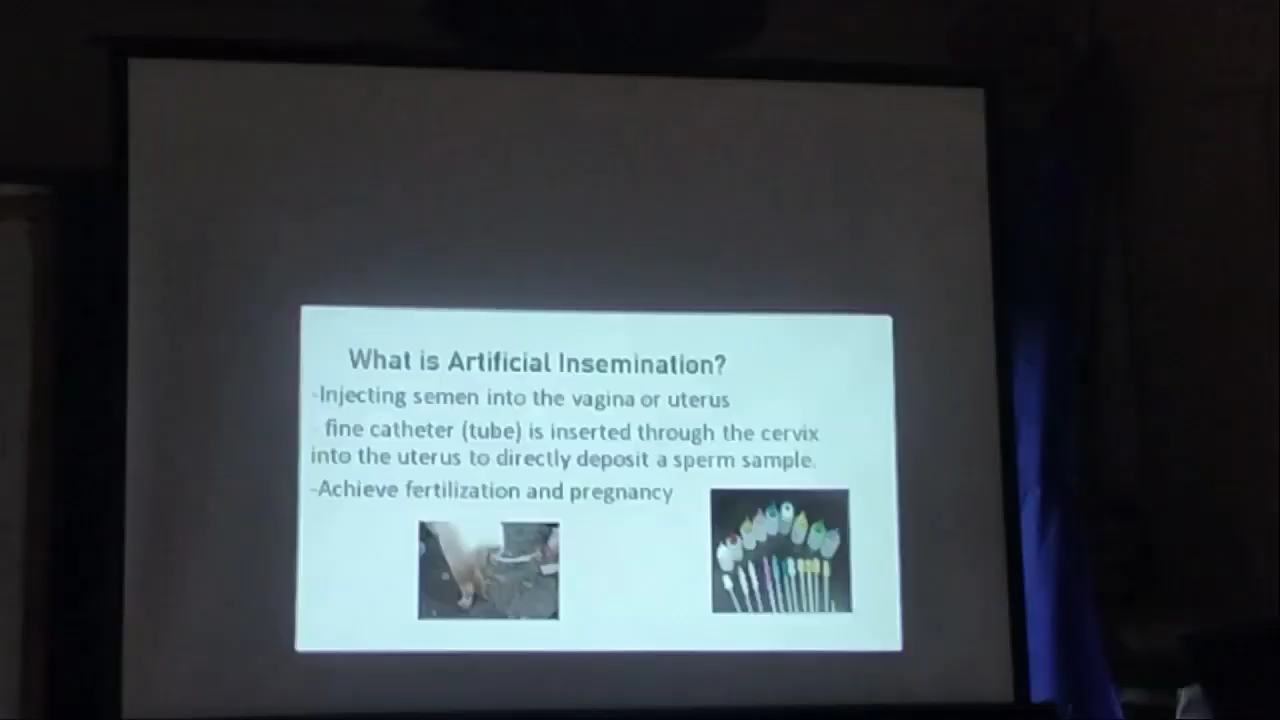 What is Artificial Insemination?
-Injecting semen into the vagina or uterus
fine catheter (tube) is inserted through the cervix
into the uterus to directly deposit a sperm sample.
-Achieve fertilization and pregnancy